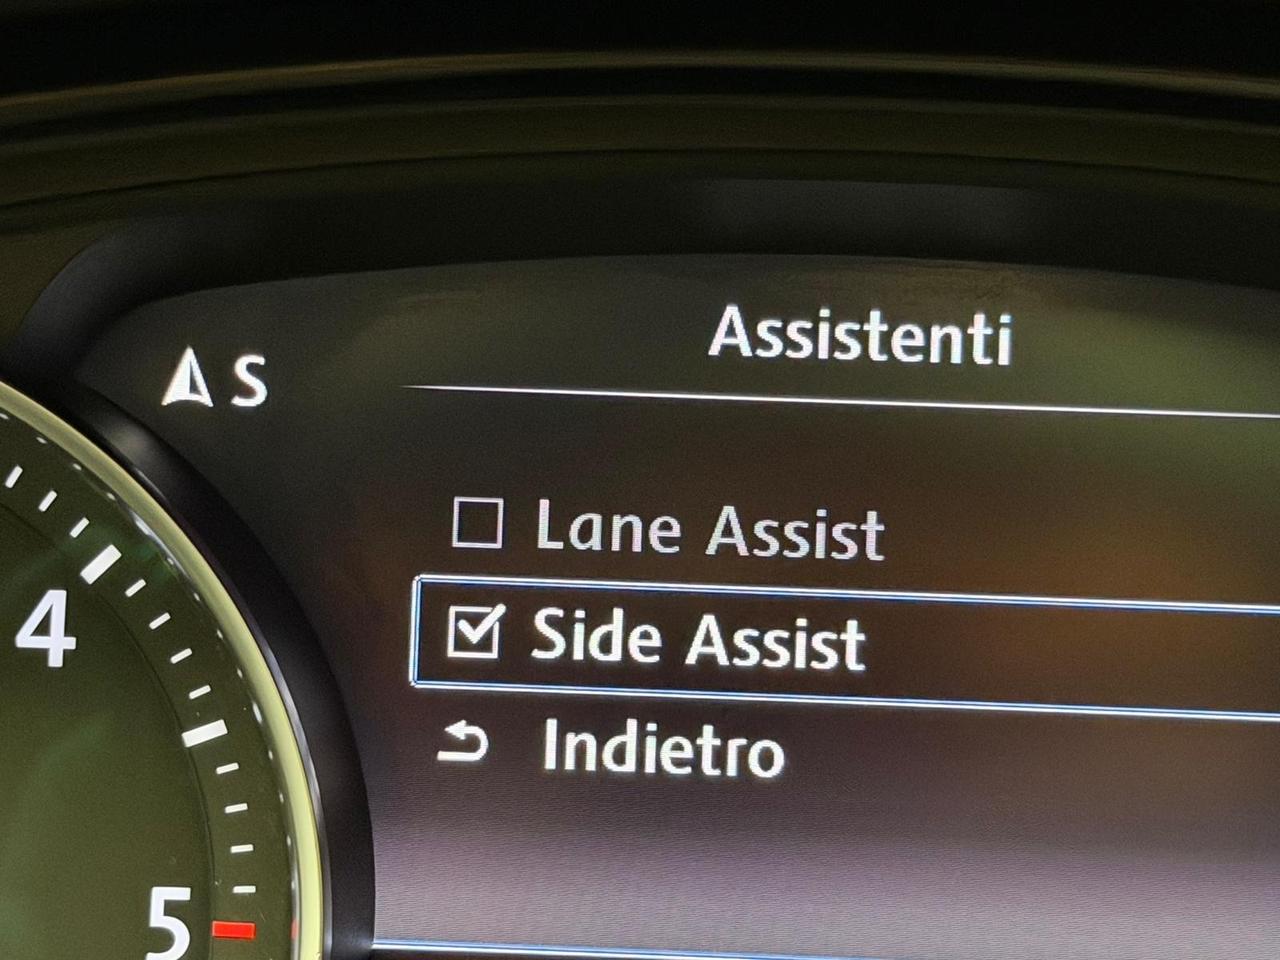 Assistenti
S
Lane Assist
Side Assist
Indietro
4
5